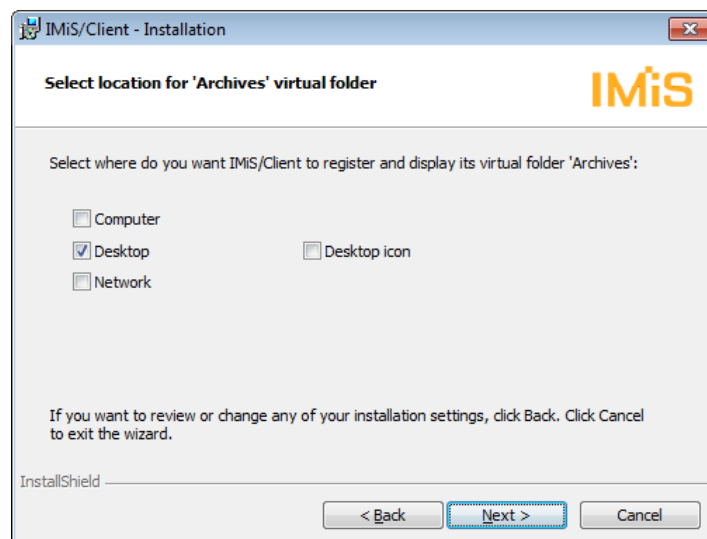 IMiS/Client - Installation
Select location for 'Archives' virtual folder
IMiS
Select where do you want IMiS/Client to register and display its virtual folder 'Archives':
Computer
Desktop
Desktop icon
Network
If you want to review or change any of your installation settings, click Back. Click Cancel
to exit the wizard.
InstallShield
< Back
Next >
Cancel